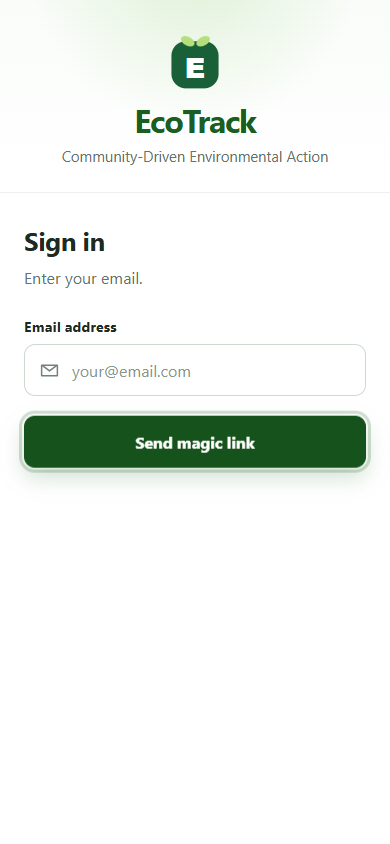 E
EcoTrack
Community-Driven Environmental Action
Sign in
Enter your email.
Email address
your@email.com
Send magic link